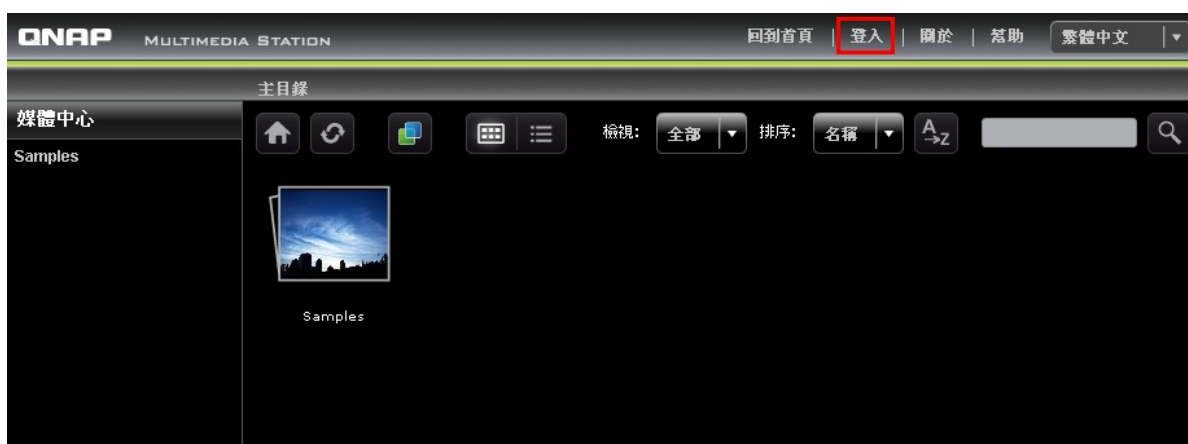 QNAP MULTIMEDIA STATION 回到首頁 | 登入 | 關於 | 幫助 繁體中文
主目錄
媒體中心
檢視: 全部 排序: 名稱 A→Z
Samples
Samples